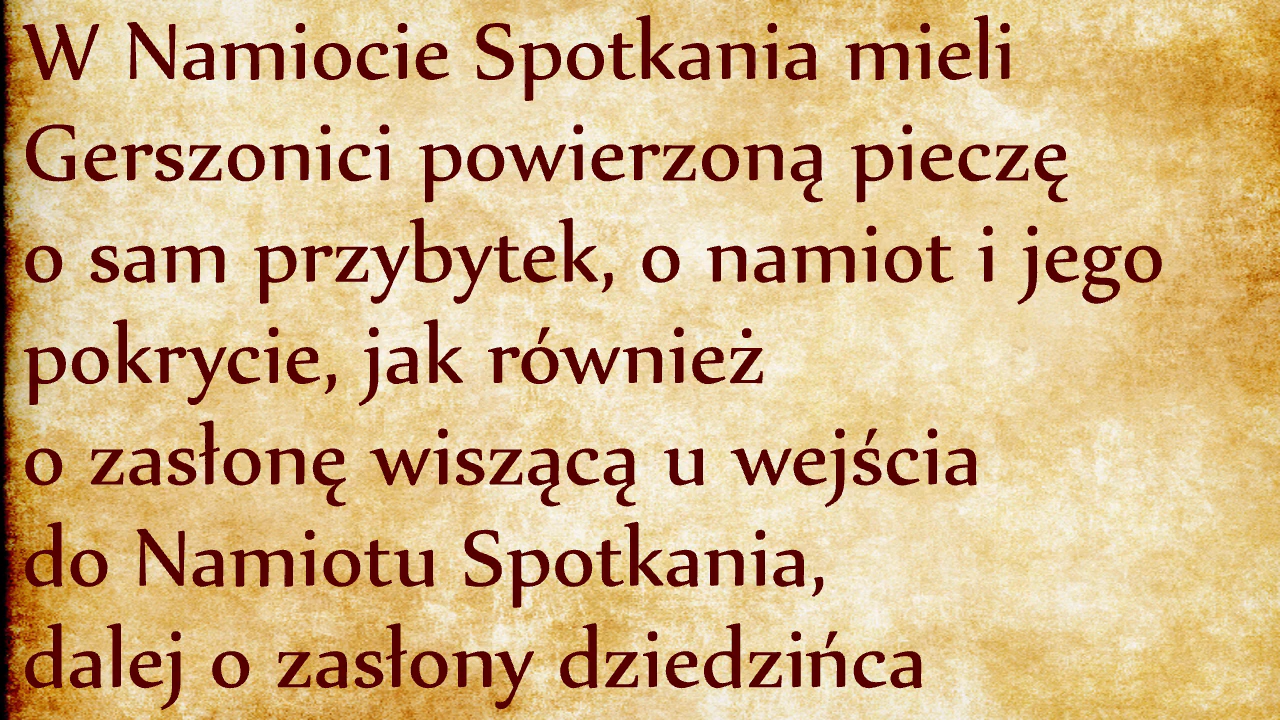 W Namiocie Spotkania mieli
Gerszonici powierzoną pieczę
o sam przybytek, o namiot i jego
pokrycie, jak również
o zasłonę wiszącą u wejścia
do Namiotu Spotkania,
dalej o zasłony dziedzińca